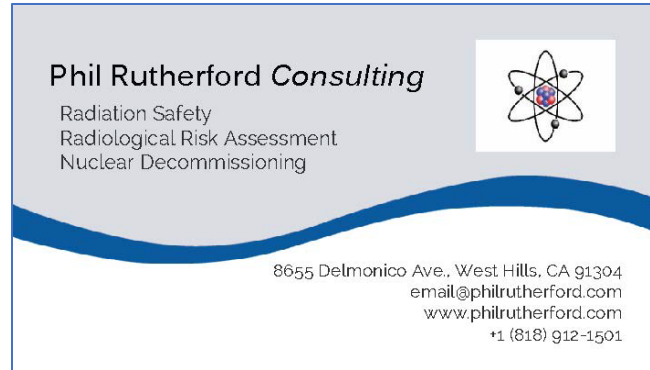 Phil Rutherford Consulting
Radiation Safety
Radiological Risk Assessment
Nuclear Decommissioning
8655 Delmonico Ave., West Hills, CA 91304
email@philrutherford.com
www.philrutherford.com
+1 (818) 912-1501